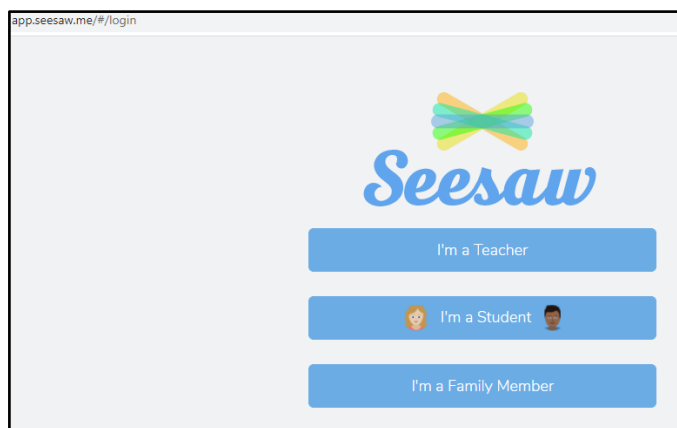 app.seesaw.me/#/login
Seesaw
I'm a Teacher
I'm a Student
I'm a Family Member